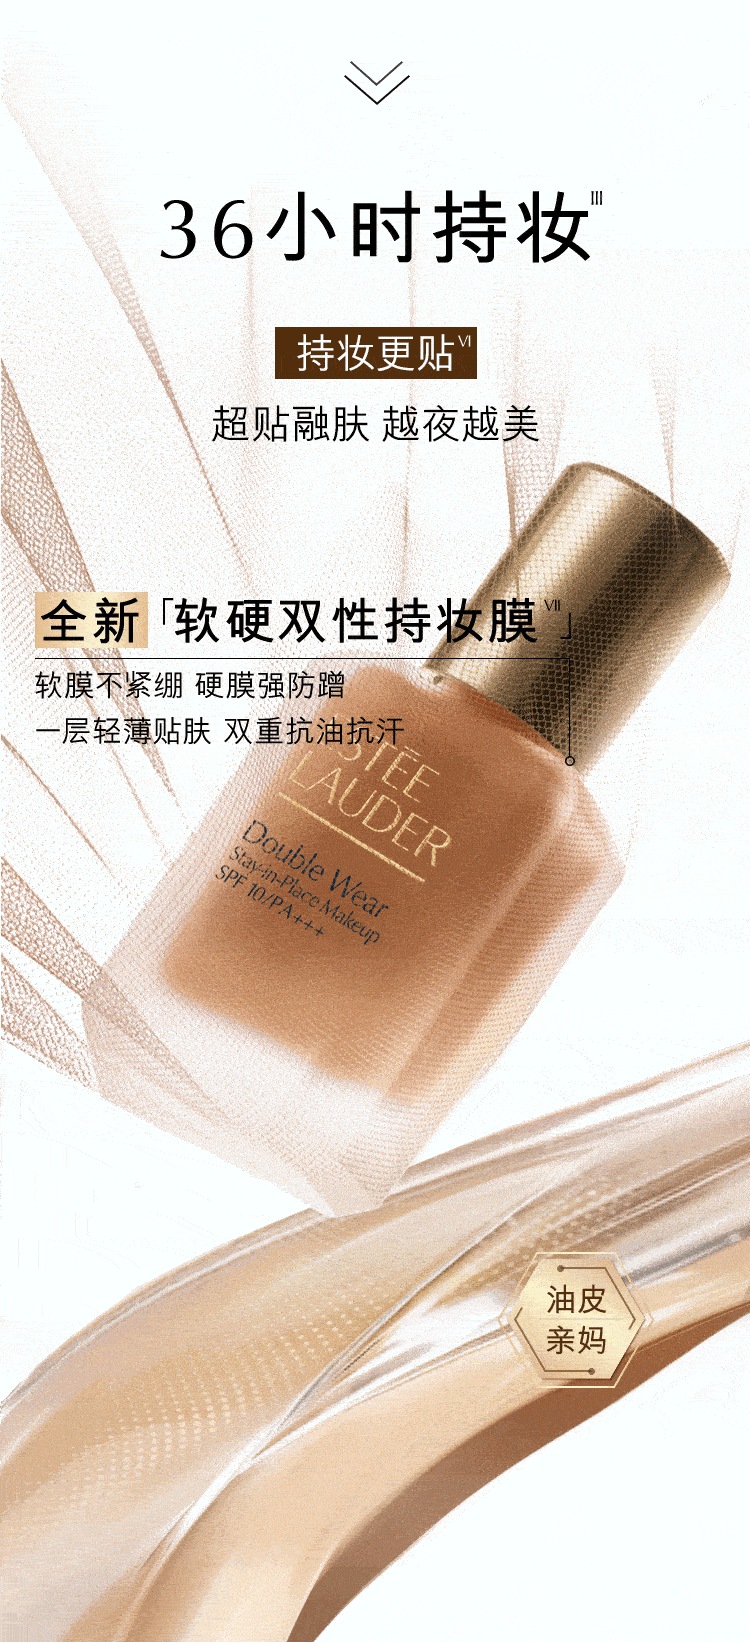 36小时持妆III
持妆更贴VI
超贴融肤 越夜越美
全新「软硬双性持妆膜VII」
软膜不紧绷 硬膜强防蹭
一层轻薄贴肤 双重抗油抗汗
STĒE
LAUDER
Double Wear
Stay-in-Place Makeup
SPF 10/PA+++
油皮
亲妈